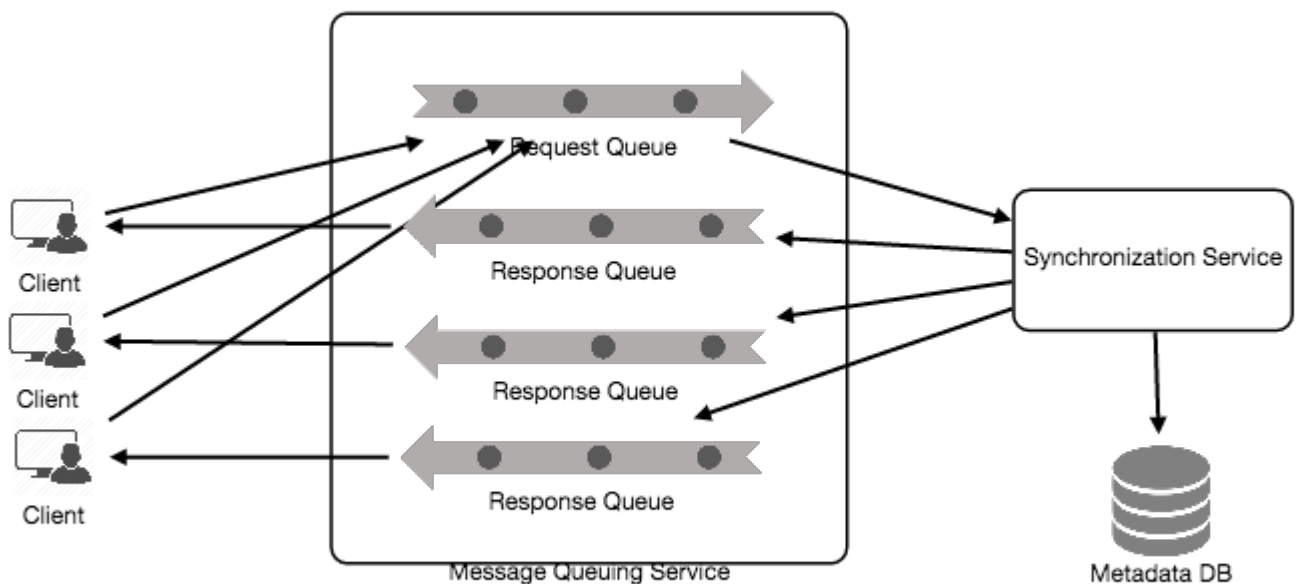 Request Queue
Response Queue
Synchronization Service
Client
Response Queue
Client
Response Queue
Client
Message Queuing Service
Metadata DB